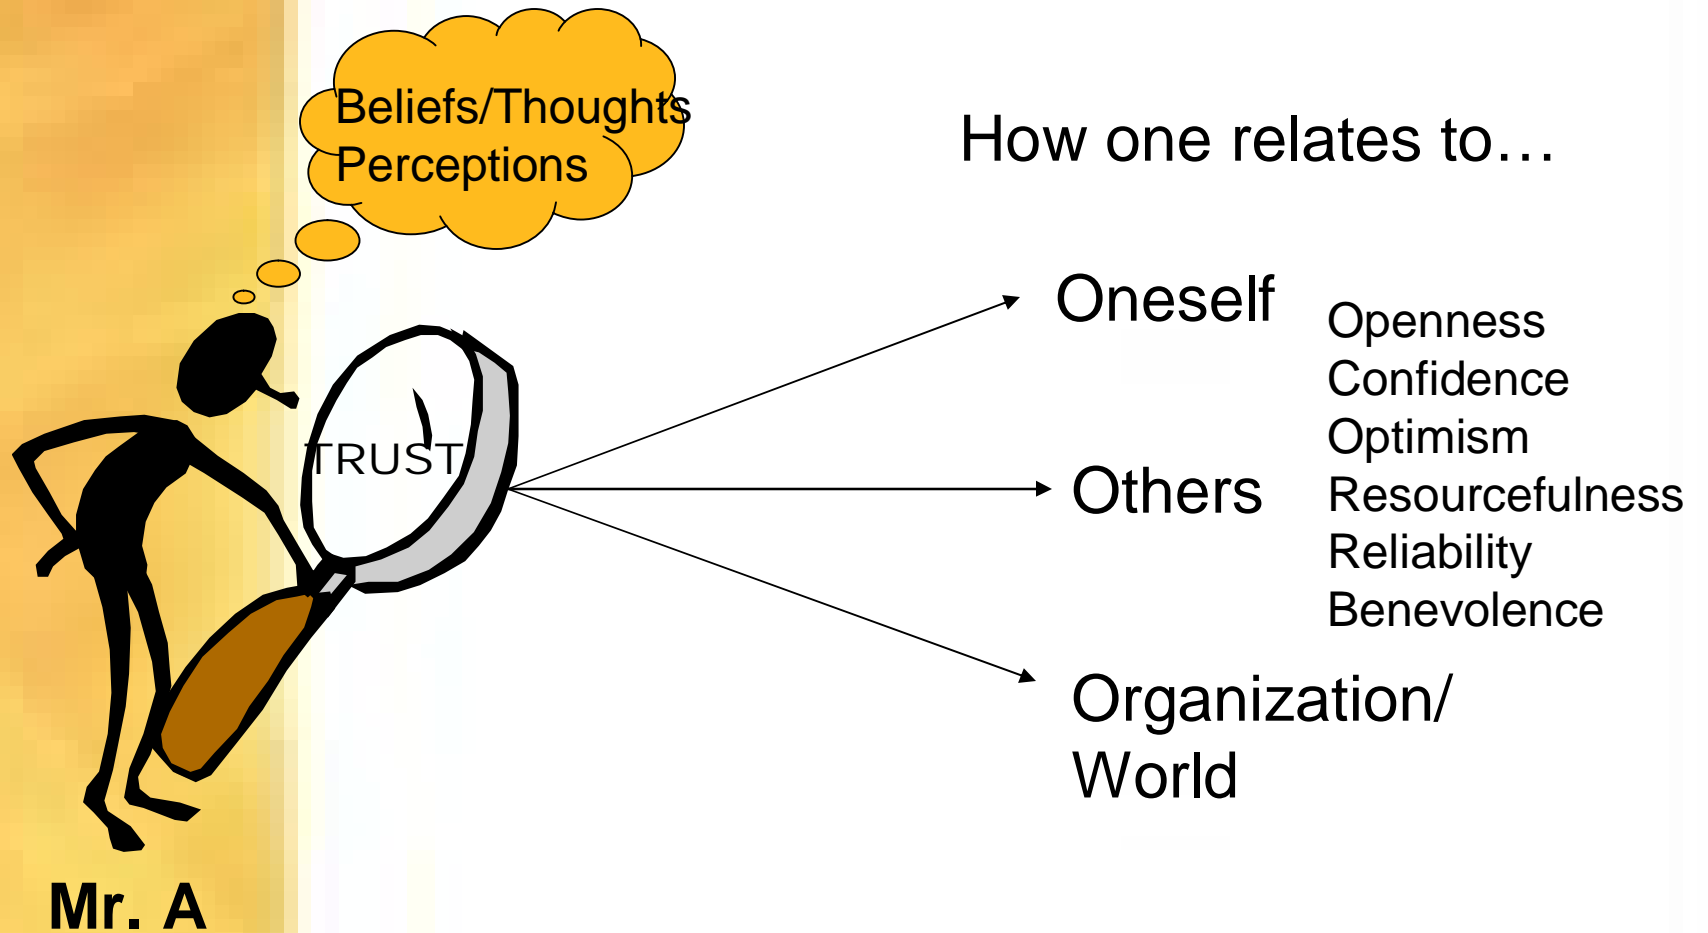 Beliefs/Thoughts
Perceptions
How one relates to…
TRUST
Oneself
Others
Organization/
World
Openness
Confidence
Optimism
Resourcefulness
Reliability
Benevolence
Mr. A